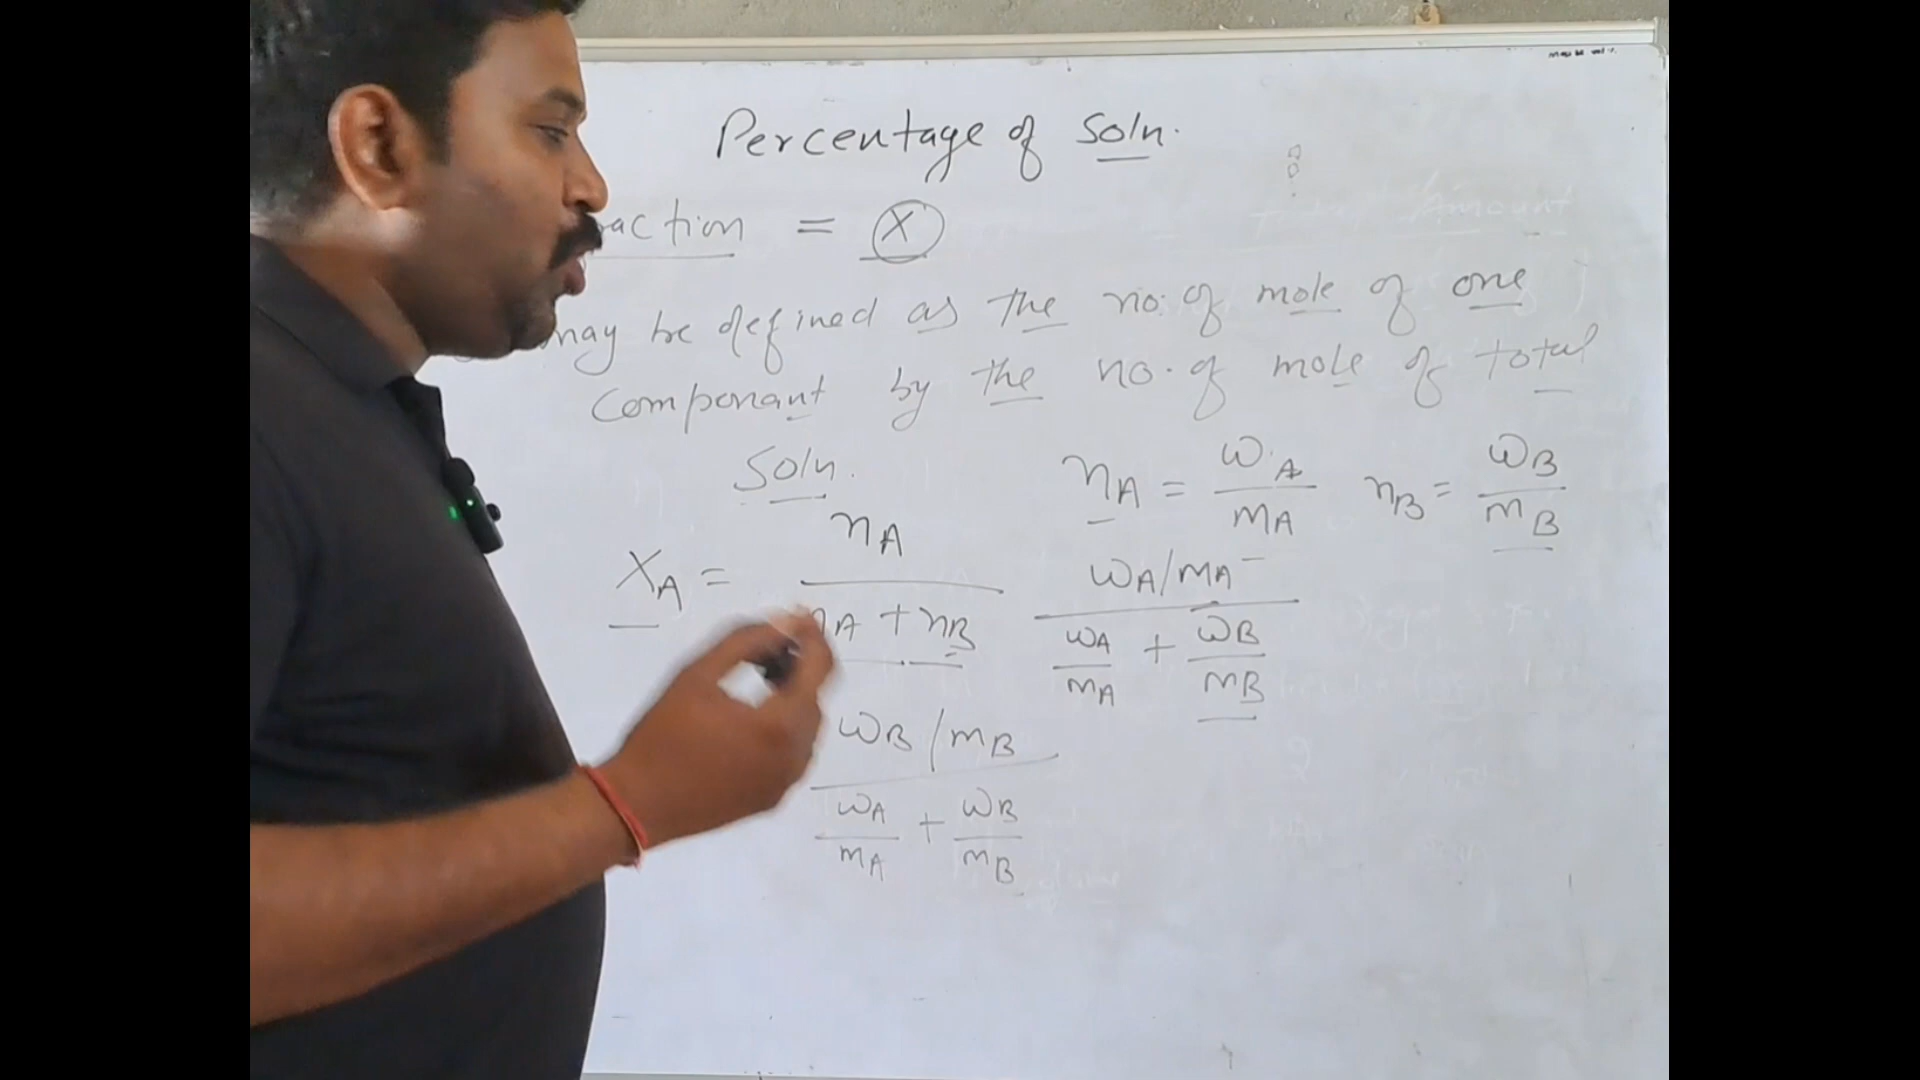 Percentage of Soln.
action = X
may be defined as the no. of mole of one
componant by the no. of mole of total
Soln.
nA = wA/mA nB = wB/mB
XA = nA / nA + nB wA/mA / wA/mA + wB/mB
wB/mB / wA/mA + wB/mB